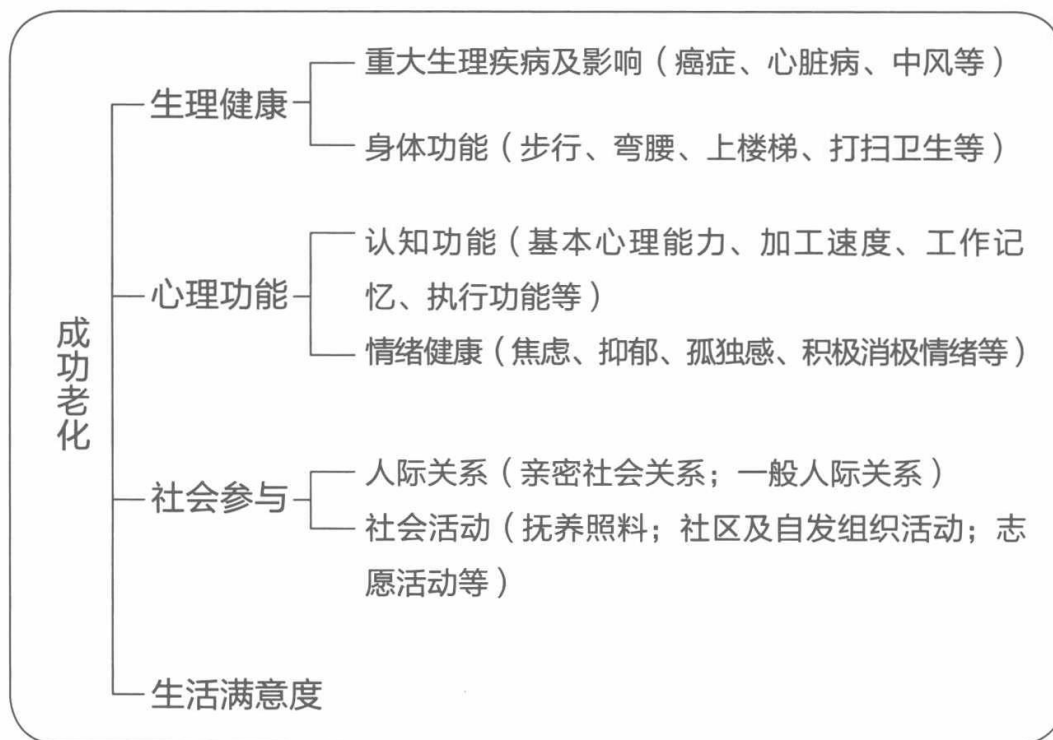 成功老化
生理健康
重大生理疾病及影响（癌症、心脏病、中风等）
身体功能（步行、弯腰、上楼梯、打扫卫生等）
心理功能
认知功能（基本心理能力、加工速度、工作记
忆、执行功能等）
情绪健康（焦虑、抑郁、孤独感、积极消极情绪等）
社会参与
人际关系（亲密社会关系；一般人际关系）
社会活动（抚养照料；社区及自发组织活动；志
愿活动等）
生活满意度